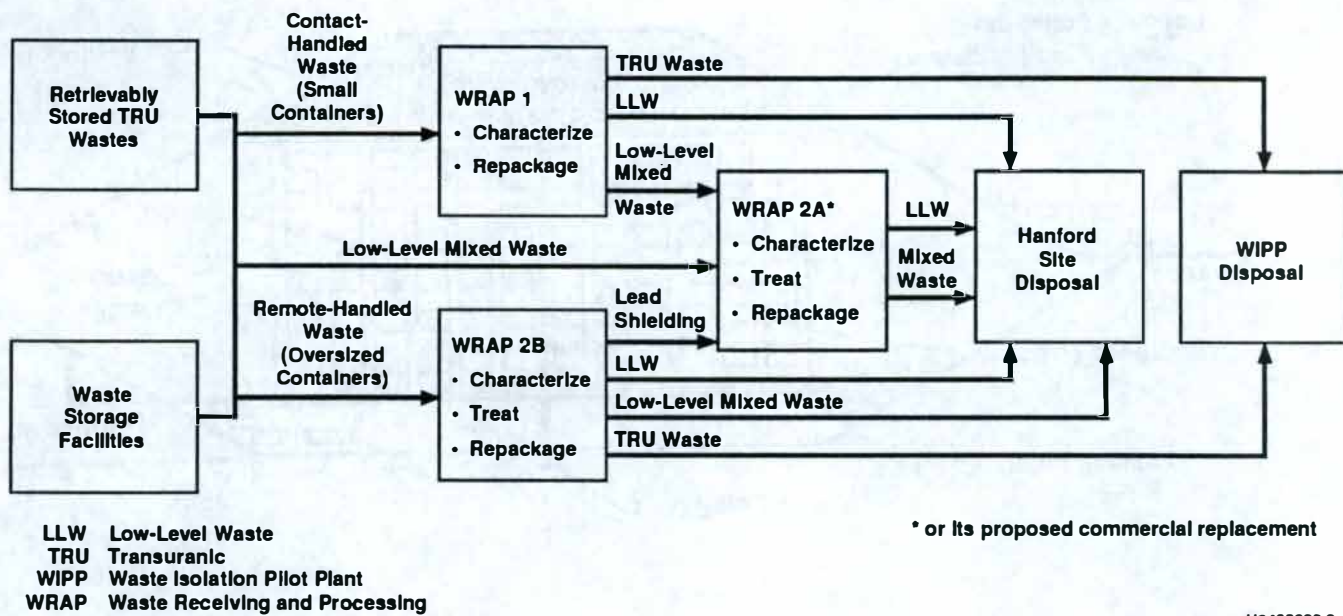 Retrievably
Stored TRU
Wastes
Waste
Storage
Facilities
Contact-
Handled
Waste
(Small
Containers)
Low-Level Mixed Waste
Remote-Handled
Waste
(Oversized
Containers)
WRAP 1
• Characterize
• Repackage
TRU Waste
LLW
Low-Level
Mixed
Waste
WRAP 2B
• Characterize
• Treat
• Repackage
Lead
Shielding
LLW
Low-Level Mixed Waste
TRU Waste
WRAP 2A*
• Characterize
• Treat
• Repackage
LLW
Mixed
Waste
Hanford
Site
Disposal
WIPP
Disposal
LLW Low-Level Waste
TRU Transuranic
WIPP Waste Isolation Pilot Plant
WRAP Waste Receiving and Processing
* or its proposed commercial replacement